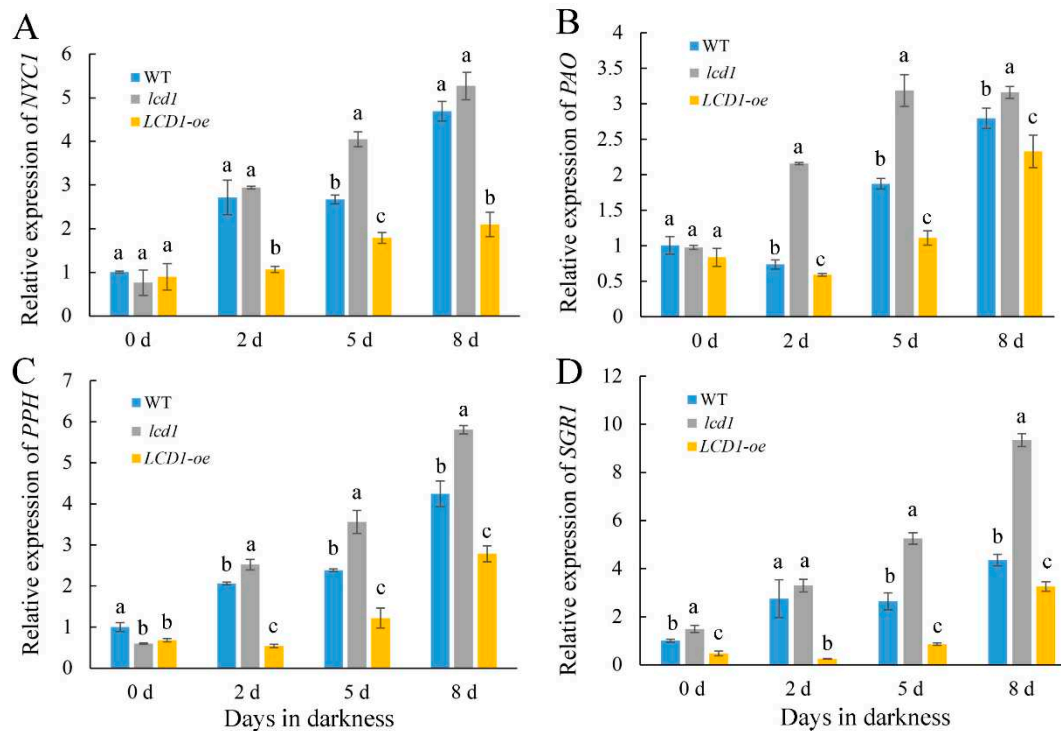 A
Relative expression of NYC1
6
5
4
3
2
1
0
WT
lcd1
LCD1-oe
a a a
a a b
b a c
a a b
0 d 2 d 5 d 8 d
B
Relative expression of PAO
4
3.5
3
2.5
2
1.5
1
0.5
0
WT
lcd1
LCD1-oe
a a a
b a c
b a c
b a c
0 d 2 d 5 d 8 d
C
Relative expression of PPH
7
6
5
4
3
2
1
0
WT
lcd1
LCD1-oe
a b b
b a c
b a c
b a c
0 d 2 d 5 d 8 d
Days in darkness
D
Relative expression of SGR1
12
10
8
6
4
2
0
WT
lcd1
LCD1-oe
b a c
a a b
b a c
b a c
0 d 2 d 5 d 8 d
Days in darkness